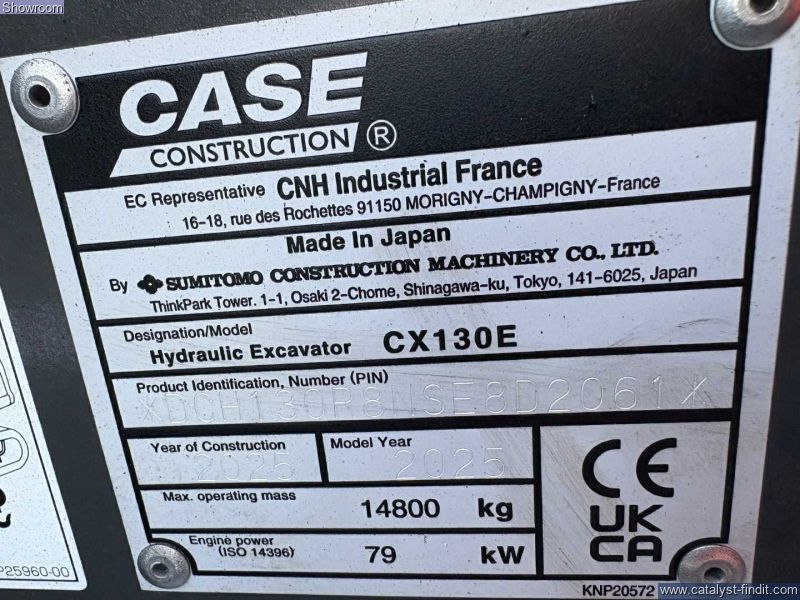 Showroom
CASE
CONSTRUCTION ®
EC Representative CNH Industrial France
16-18, rue des Rochettes 91150 MORIGNY-CHAMPIGNY-France
Made In Japan
By SUMITOMO CONSTRUCTION MACHINERY CO., LTD.
ThinkPark Tower. 1-1, Osaki 2-Chome, Shinagawa-ku, Tokyo, 141-6025, Japan
Designation/Model
Hydraulic Excavator CX130E
Product Identification, Number (PIN)
Year of Construction Model Year
2025 2025
Max. operating mass 14800 kg
Engine power
(ISO 14396) 79 kW
CE
UK
CA
P25960-00
KNP20572
www.catalyst-findit.com